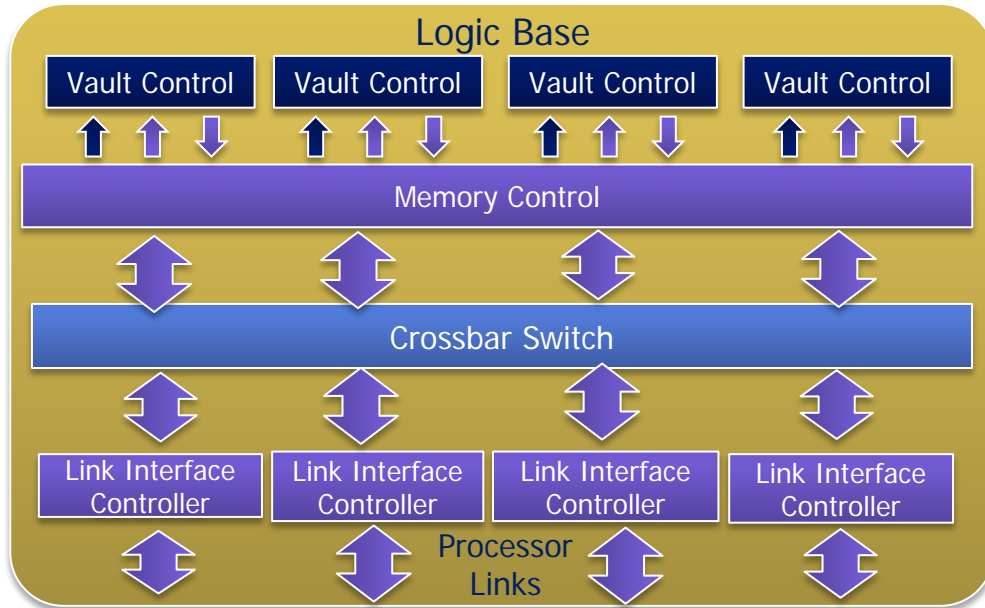 Logic Base
Vault Control
Vault Control
Vault Control
Vault Control
Memory Control
Crossbar Switch
Link Interface
Controller
Link Interface
Controller
Link Interface
Controller
Link Interface
Controller
Processor
Links